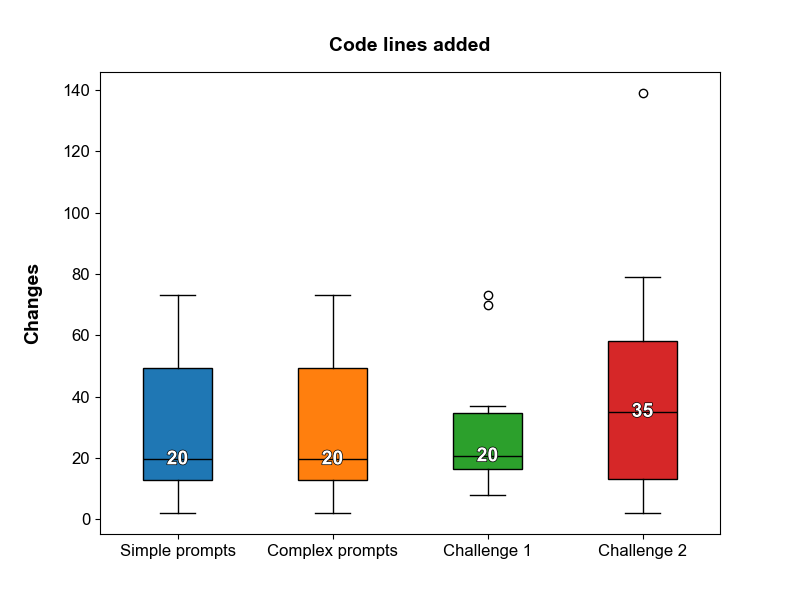 Code lines added
Changes
140
120
100
80
60
40
20
0
20
20
20
35
Simple prompts
Complex prompts
Challenge 1
Challenge 2